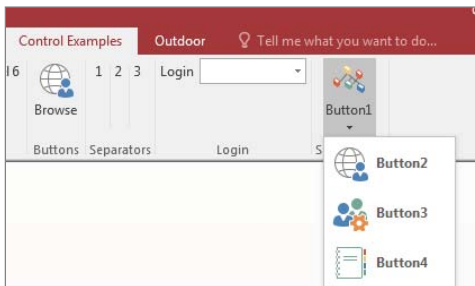 Control Examples Outdoor Tell me what you want to do...
16 1 2 3 Login
Browse Button1
Buttons Separators Login S
Button2
Button3
Button4